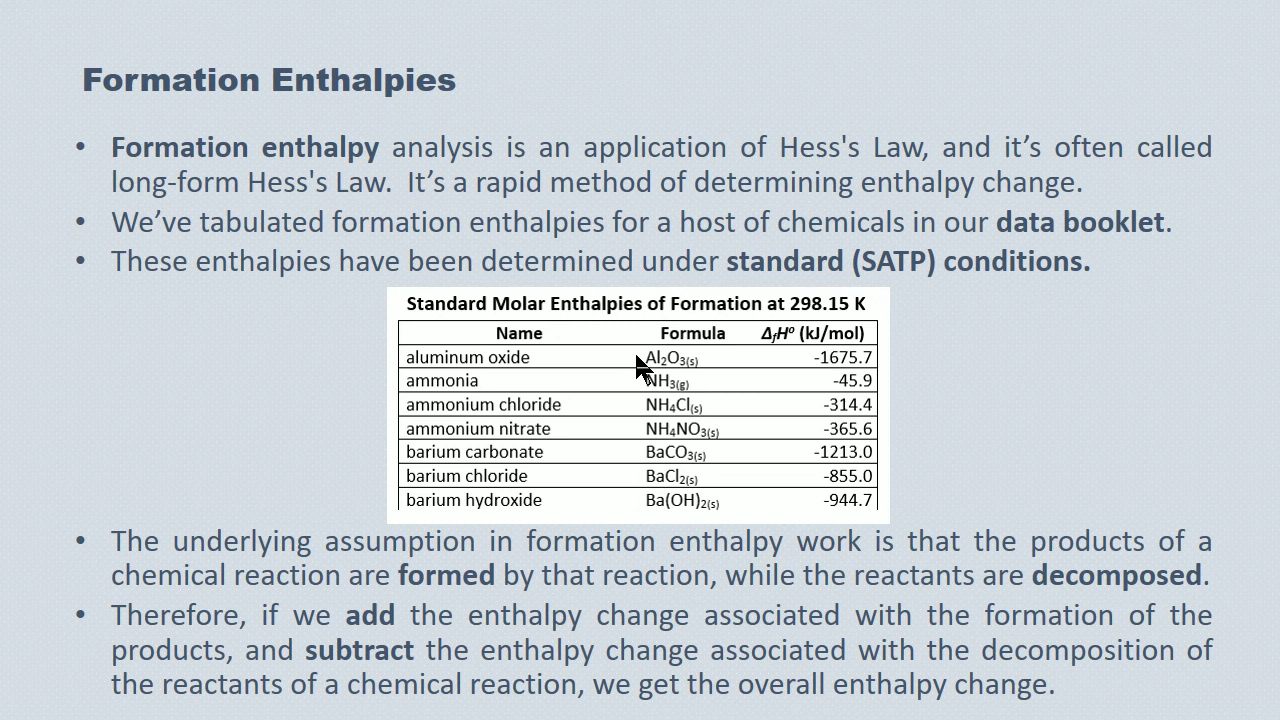 Formation Enthalpies
• Formation enthalpy analysis is an application of Hess's Law, and it’s often called
long-form Hess's Law. It’s a rapid method of determining enthalpy change.
• We’ve tabulated formation enthalpies for a host of chemicals in our data booklet.
• These enthalpies have been determined under standard (SATP) conditions.
Standard Molar Enthalpies of Formation at 298.15 K
Name Formula ΔfH° (kJ/mol)
aluminum oxide Al₂O₃(s) -1675.7
ammonia NH₃(g) -45.9
ammonium chloride NH₄Cl(s) -314.4
ammonium nitrate NH₄NO₃(s) -365.6
barium carbonate BaCO₃(s) -1213.0
barium chloride BaCl₂(s) -855.0
barium hydroxide Ba(OH)₂(s) -944.7
• The underlying assumption in formation enthalpy work is that the products of a
chemical reaction are formed by that reaction, while the reactants are decomposed.
• Therefore, if we add the enthalpy change associated with the formation of the
products, and subtract the enthalpy change associated with the decomposition of
the reactants of a chemical reaction, we get the overall enthalpy change.